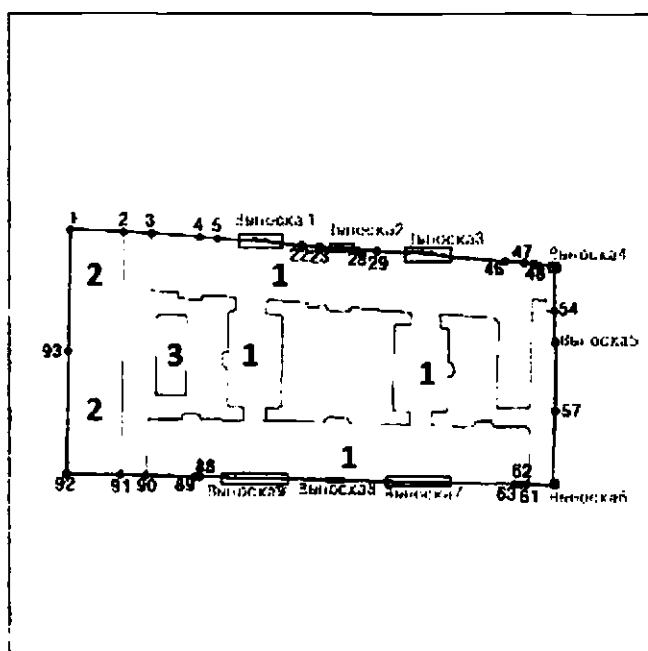 1 2 3 4 5 Выноска 1
22 23 Выноска2 28 29 Выноска3
46 47 48 Выноска4
2 1
54
93 3 1 1 Выноска5
2 57
1
92 91 90 89 88 Выноска9 Выноска8 Выноска7 63 62 61 Выноска6